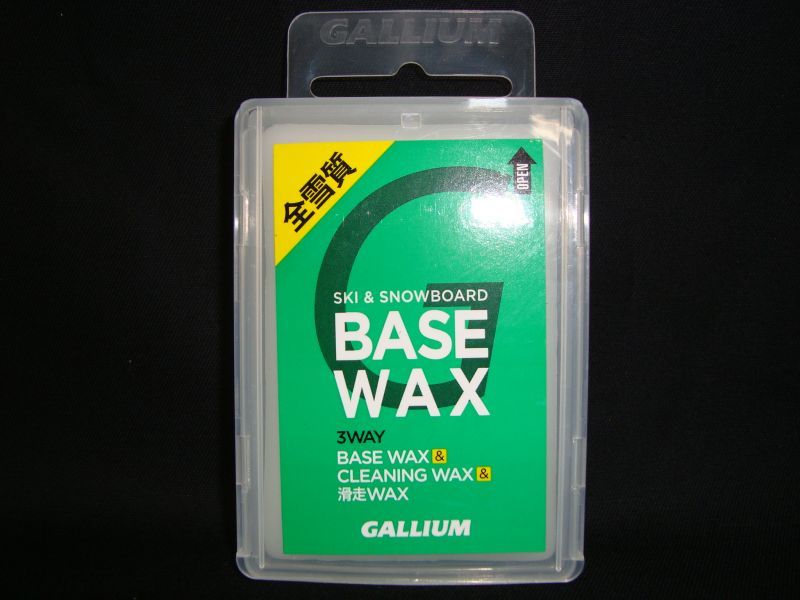 GALLIUM
全雪質
OPEN
SKI & SNOWBOARD
BASE
WAX
3WAY
BASE WAX &
CLEANING WAX &
滑走WAX
GALLIUM